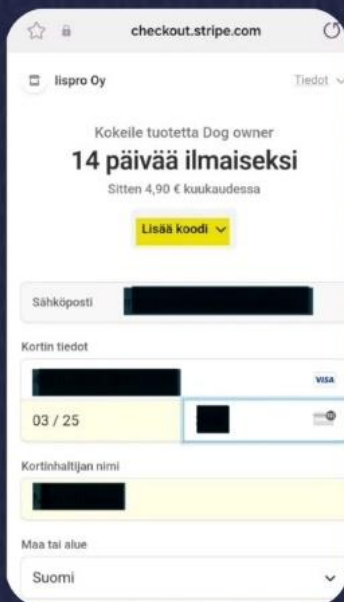 checkout.stripe.com
Iispro Oy
Tiedot
Kokeile tuotetta Dog owner
14 päivää ilmaiseksi
Sitten 4,90 € kuukaudessa
Lisää koodi
Sähköposti
Kortin tiedot
VISA
03 / 25
Kortinhaltijan nimi
Maa tai alue
Suomi